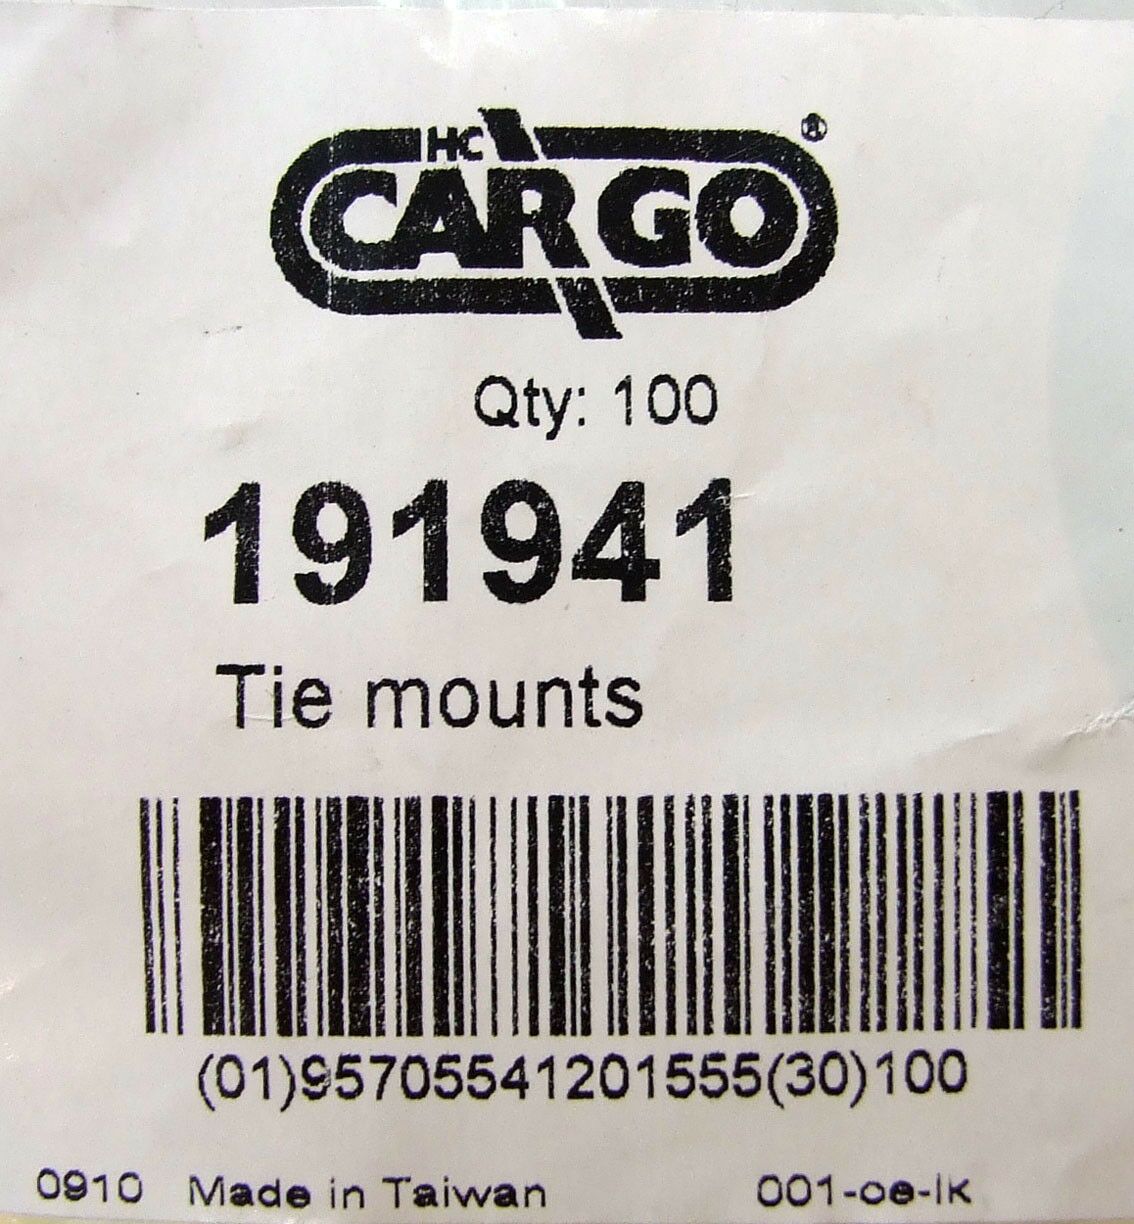 HC
CARGO®
Qty: 100
191941
Tie mounts
(01)95705541201555(30)100
0910 Made in Taiwan 001-oe-lk